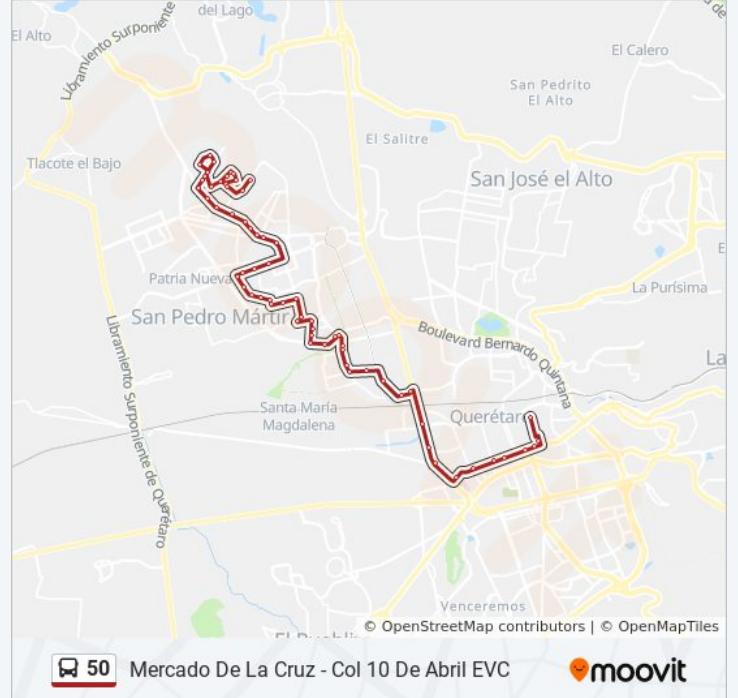 del Lago
El Alto
Libramiento Surponiente
El Calero
San Pedrito
El Alto
El Salitre
Tlacote el Bajo
San José el Alto
Patria Nueva
La Purísima
San Pedro Mártir
Boulevard Bernardo Quintana
La
Libramiento Surponiente de Querétaro
Santa María
Magdalena
Querétaro
Venceremos
© OpenStreetMap contributors | © OpenMapTiles
50 Mercado De La Cruz - Col 10 De Abril EVC
moovit